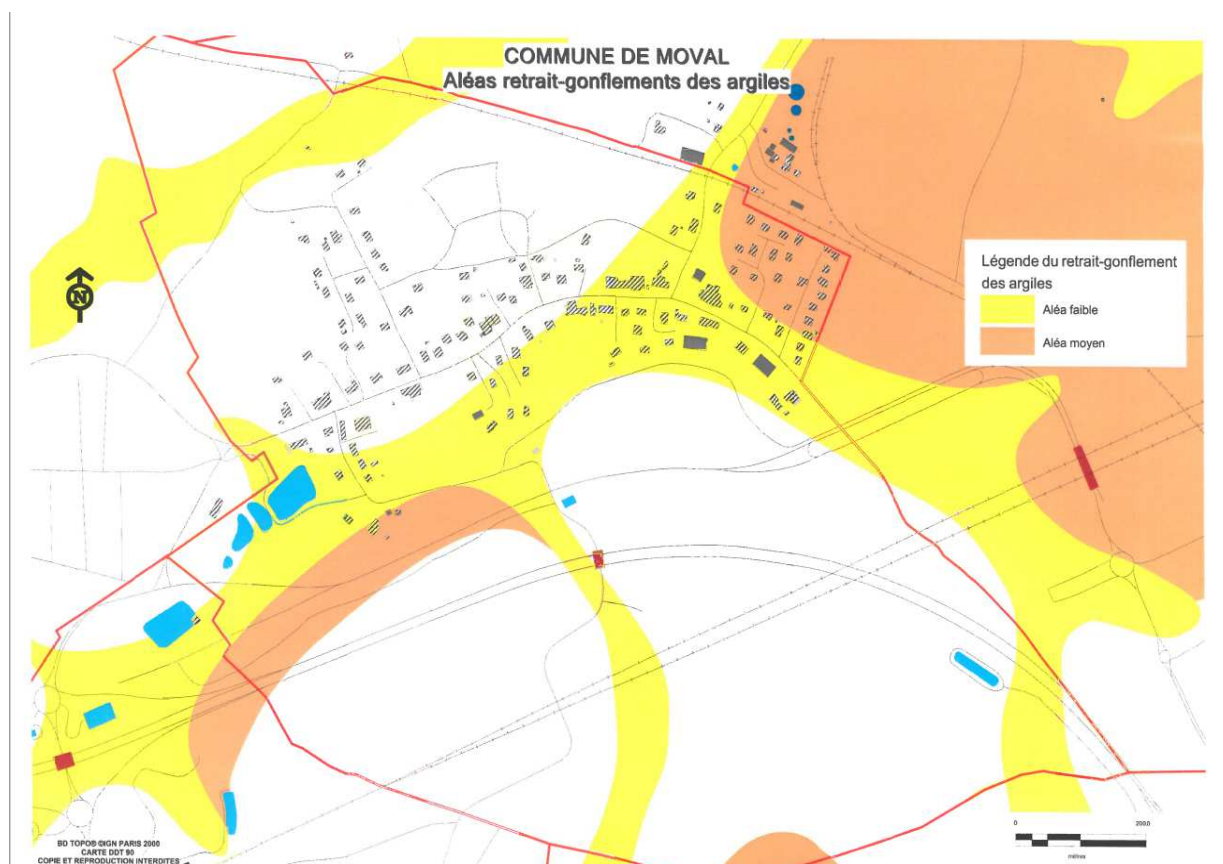 COMMUNE DE MOVAL
Aléas retrait-gonflements des argiles
N
Légende du retrait-gonflement
des argiles
Aléa faible
Aléa moyen
0 200,0
mètres
BD TOPO® ©IGN PARIS 2000
CARTE DDT 90
COPIE ET REPRODUCTION INTERDITES